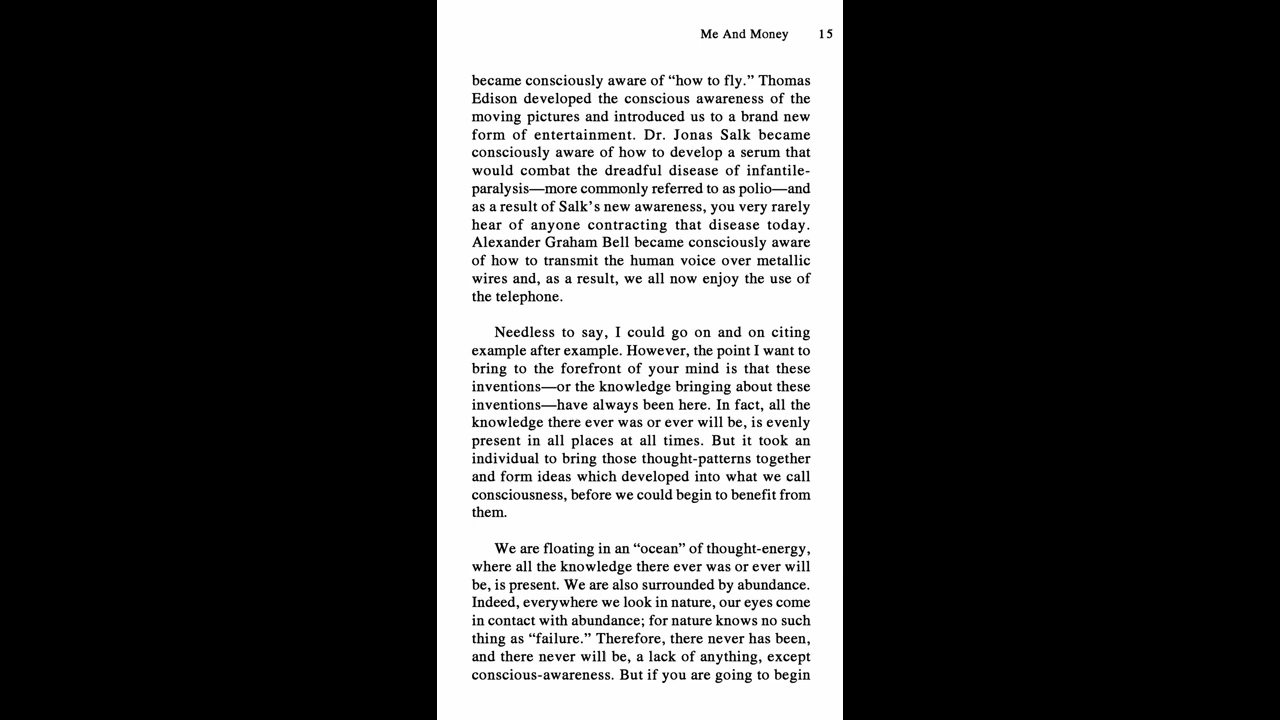 Me And Money 15
became consciously aware of “how to fly.” Thomas
Edison developed the conscious awareness of the
moving pictures and introduced us to a brand new
form of entertainment. Dr. Jonas Salk became
consciously aware of how to develop a serum that
would combat the dreadful disease of infantile-
paralysis—more commonly referred to as polio—and
as a result of Salk’s new awareness, you very rarely
hear of anyone contracting that disease today.
Alexander Graham Bell became consciously aware
of how to transmit the human voice over metallic
wires and, as a result, we all now enjoy the use of
the telephone.
Needless to say, I could go on and on citing
example after example. However, the point I want to
bring to the forefront of your mind is that these
inventions—or the knowledge bringing about these
inventions—have always been here. In fact, all the
knowledge there ever was or ever will be, is evenly
present in all places at all times. But it took an
individual to bring those thought-patterns together
and form ideas which developed into what we call
consciousness, before we could begin to benefit from
them.
We are floating in an “ocean” of thought-energy,
where all the knowledge there ever was or ever will
be, is present. We are also surrounded by abundance.
Indeed, everywhere we look in nature, our eyes come
in contact with abundance; for nature knows no such
thing as “failure.” Therefore, there never has been,
and there never will be, a lack of anything, except
conscious-awareness. But if you are going to begin